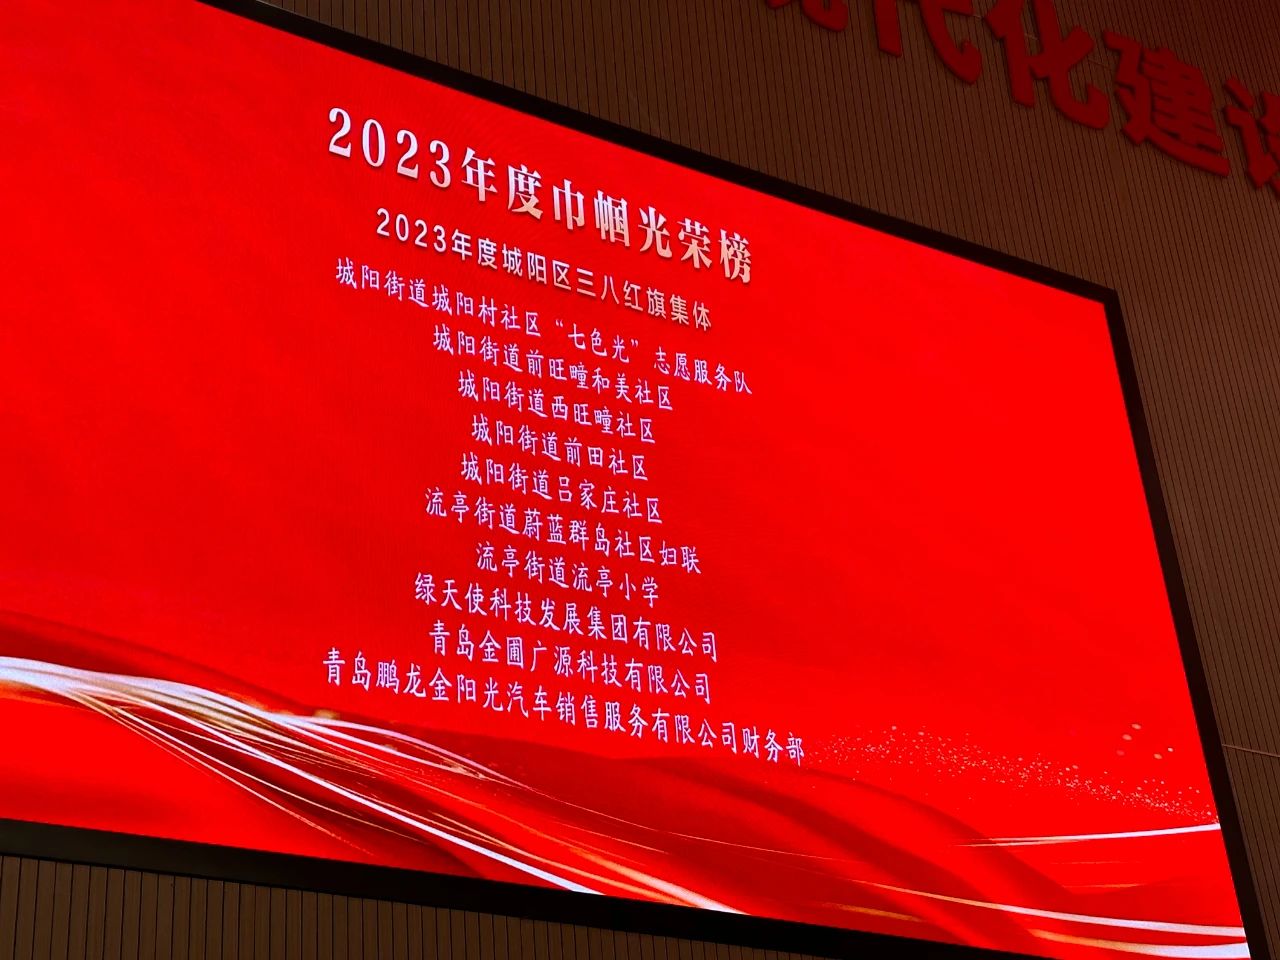 现代化建设
2023年度巾帼光荣榜
2023年度城阳区三八红旗集体
城阳街道城阳村社区“七色光”志愿服务队
城阳街道前旺疃和美社区
城阳街道西旺疃社区
城阳街道前田社区
城阳街道吕家庄社区
流亭街道蔚蓝群岛社区妇联
流亭街道流亭小学
绿天使科技发展集团有限公司
青岛金圃广源科技有限公司
青岛鹏龙金阳光汽车销售服务有限公司财务部